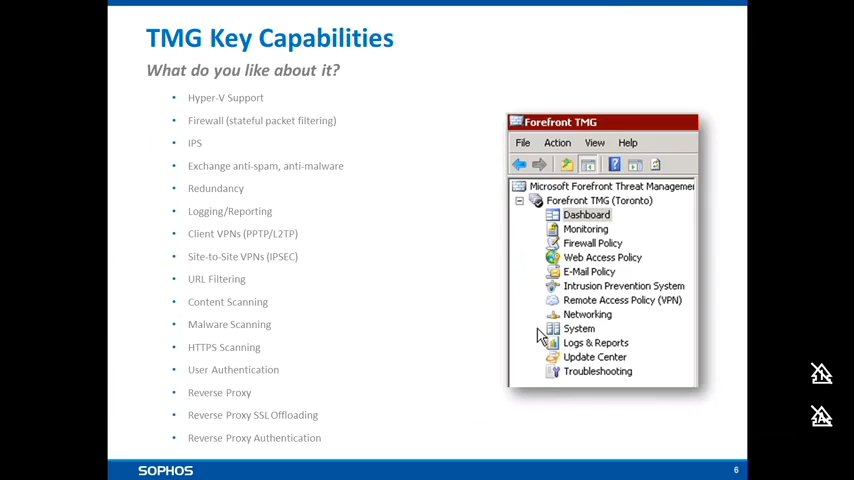 TMG Key Capabilities
What do you like about it?
• Hyper-V Support
• Firewall (stateful packet filtering)
• IPS
• Exchange anti-spam, anti-malware
• Redundancy
• Logging/Reporting
• Client VPNs (PPTP/L2TP)
• Site-to-Site VPNs (IPSEC)
• URL Filtering
• Content Scanning
• Malware Scanning
• HTTPS Scanning
• User Authentication
• Reverse Proxy
• Reverse Proxy SSL Offloading
• Reverse Proxy Authentication
Forefront TMG
File Action View Help
Microsoft Forefront Threat Manageme
Forefront TMG (Toronto)
Dashboard
Monitoring
Firewall Policy
Web Access Policy
E-Mail Policy
Intrusion Prevention System
Remote Access Policy (VPN)
Networking
System
Logs & Reports
Update Center
Troubleshooting
SOPHOS
6